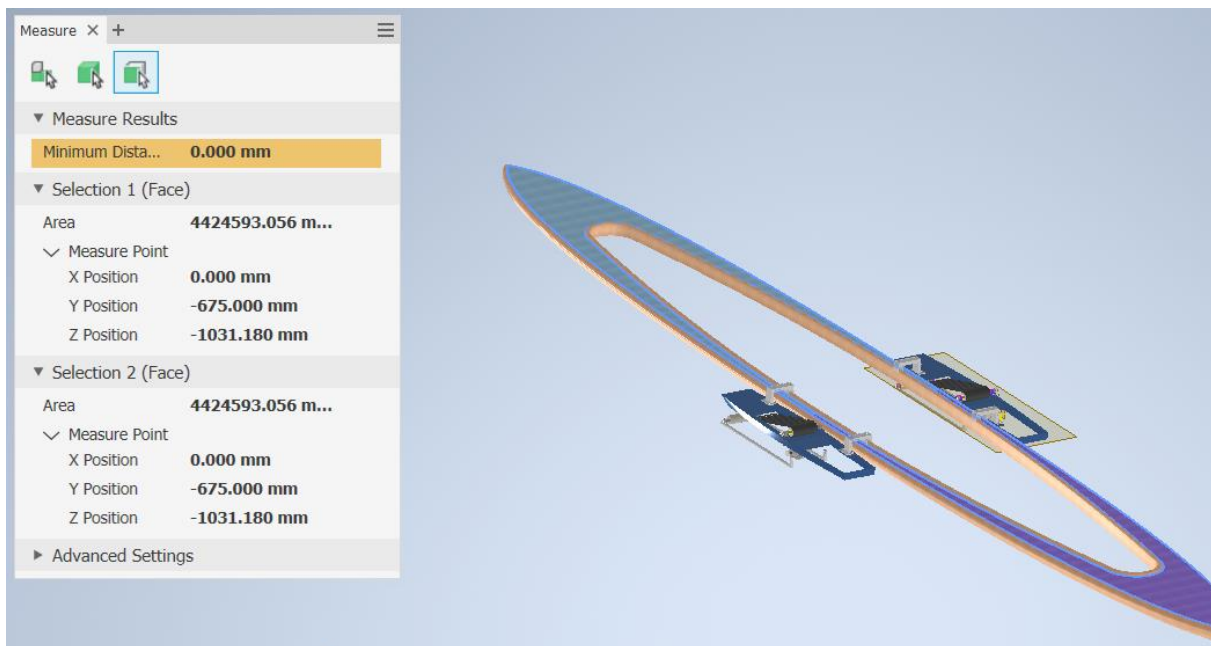 Measure × +
Measure Results
Minimum Dista... 0.000 mm
Selection 1 (Face)
Area 4424593.056 m...
Measure Point
X Position 0.000 mm
Y Position -675.000 mm
Z Position -1031.180 mm
Selection 2 (Face)
Area 4424593.056 m...
Measure Point
X Position 0.000 mm
Y Position -675.000 mm
Z Position -1031.180 mm
Advanced Settings